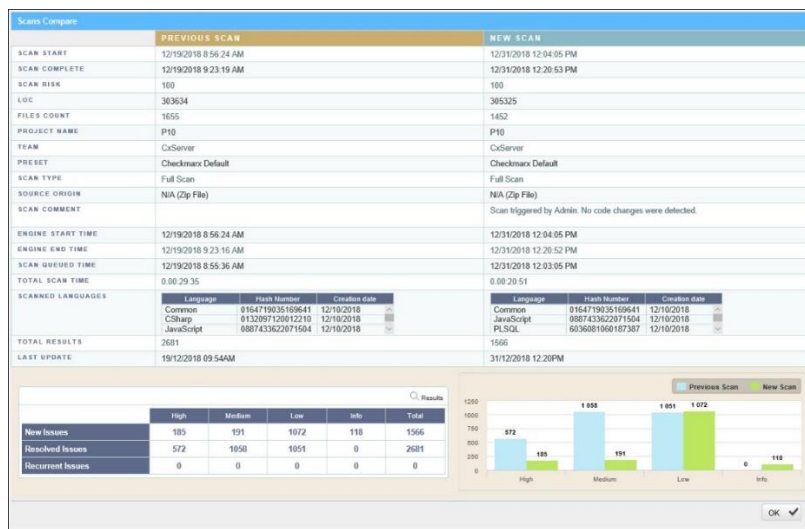 Scans Compare
PREVIOUS SCAN NEW SCAN
SCAN START 12/19/2018 8:56:24 AM 12/31/2018 12:04:05 PM
SCAN COMPLETE 12/19/2018 9:23:19 AM 12/31/2018 12:20:53 PM
SCAN RISK 100 100
LOC 303634 305325
FILES COUNT 1655 1452
PROJECT NAME P10 P10
TEAM CxServer CxServer
PRESET Checkmarx Default Checkmarx Default
SCAN TYPE Full Scan Full Scan
SOURCE ORIGIN N/A (Zip File) N/A (Zip File)
SCAN COMMENT Scan triggered by Admin. No code changes were detected.
ENGINE START TIME 12/19/2018 8:56:24 AM 12/31/2018 12:04:05 PM
ENGINE END TIME 12/19/2018 9:23:16 AM 12/31/2018 12:20:52 PM
SCAN QUEUED TIME 12/19/2018 8:55:36 AM 12/31/2018 12:03:05 PM
TOTAL SCAN TIME 0.00:29:35 0.00:20:51
SCANNED LANGUAGES Language Hash Number Creation date Language Hash Number Creation date
Common 0164719035169641 12/10/2018 Common 0164719035169641 12/10/2018
CSharp 0132097120012210 12/10/2018 JavaScript 0887433622071504 12/10/2018
JavaScript 0887433622071504 12/10/2018 PLSQL 6036081060187387 12/10/2018
TOTAL RESULTS 2681 1566
LAST UPDATE 19/12/2018 09:54AM 31/12/2018 12:20PM
Results
High Medium Low Info Total
New Issues 185 191 1072 118 1566
Resolved Issues 572 1058 1051 0 2681
Recurrent Issues 0 0 0 0 0
Previous Scan New Scan
1250
1000
750
500
250
0
572 185 1 058 191 1 051 1 072 0 118
High Medium Low Info
OK